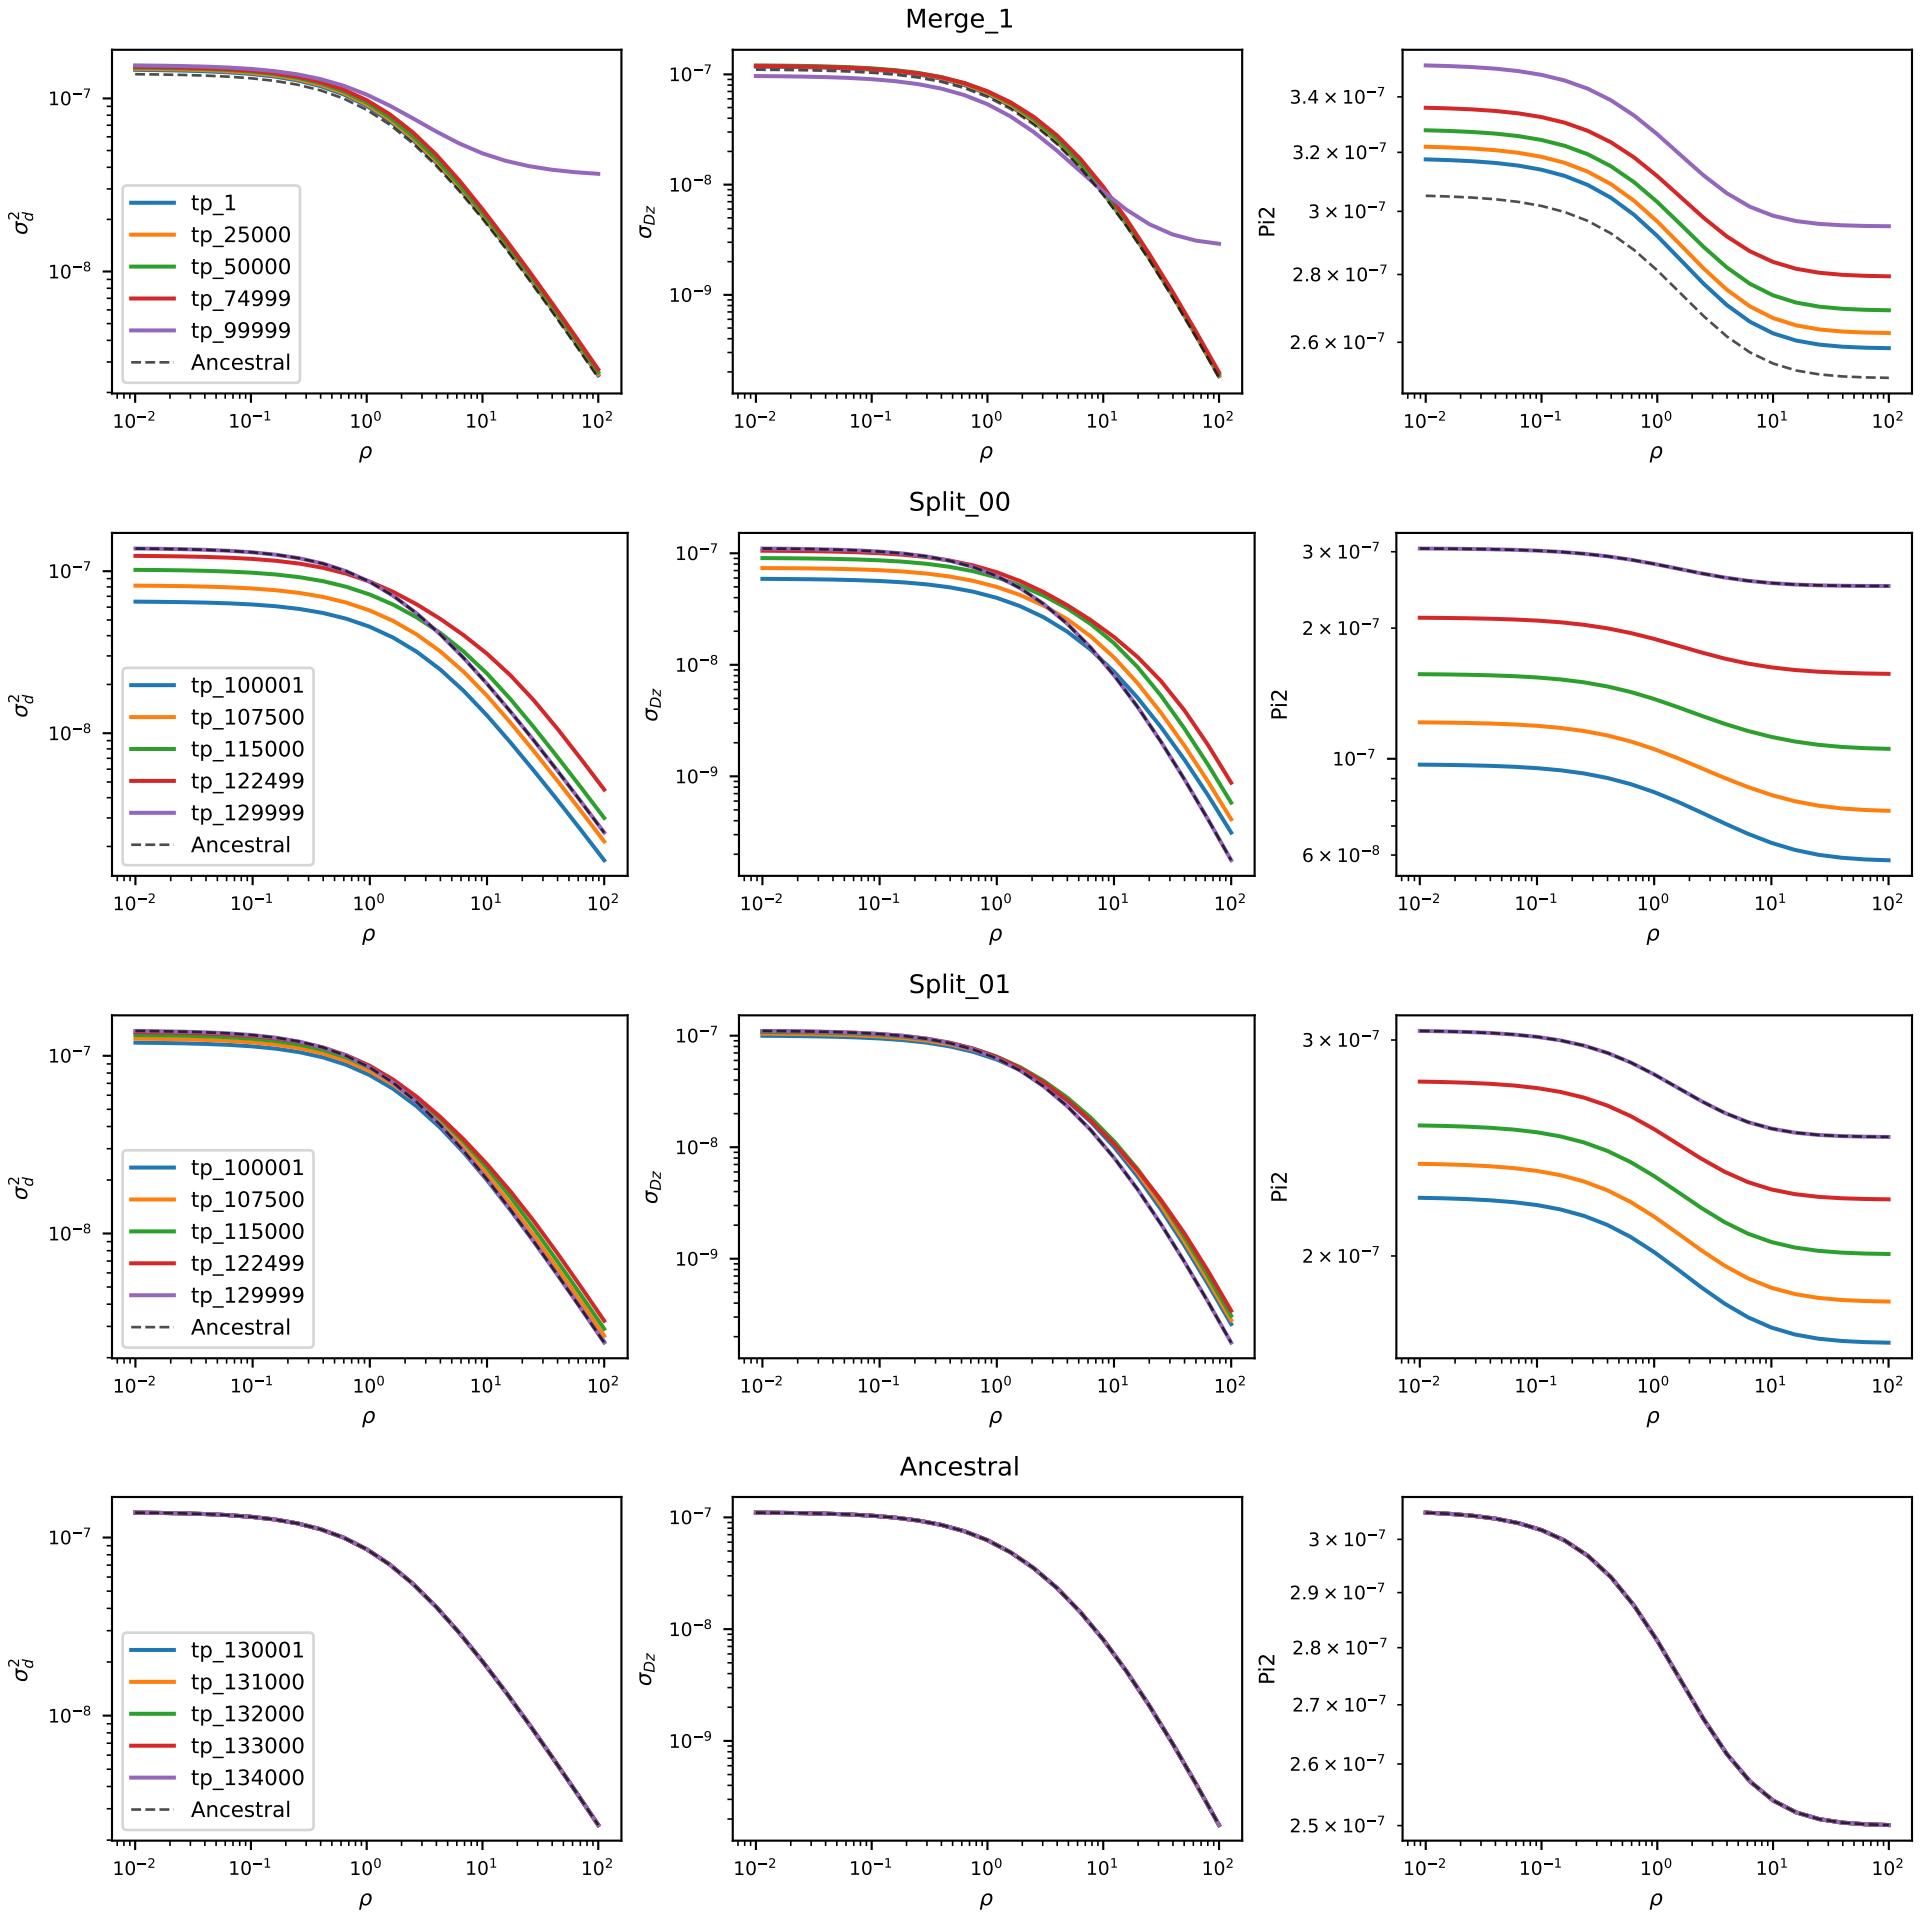 Merge_1
σ_d^2
10^−7
10^−8
tp_1
tp_25000
tp_50000
tp_74999
tp_99999
Ancestral
10^−2 10^−1 10^0 10^1 10^2
ρ
σ_Dz
10^−7
10^−8
10^−9
10^−2 10^−1 10^0 10^1 10^2
ρ
Pi2
3.4 × 10^−7
3.2 × 10^−7
3 × 10^−7
2.8 × 10^−7
2.6 × 10^−7
10^−2 10^−1 10^0 10^1 10^2
ρ
Split_00
σ_d^2
10^−7
10^−8
tp_100001
tp_107500
tp_115000
tp_122499
tp_129999
Ancestral
10^−2 10^−1 10^0 10^1 10^2
ρ
σ_Dz
10^−7
10^−8
10^−9
10^−2 10^−1 10^0 10^1 10^2
ρ
Pi2
3 × 10^−7
2 × 10^−7
10^−7
6 × 10^−8
10^−2 10^−1 10^0 10^1 10^2
ρ
Split_01
σ_d^2
10^−7
10^−8
tp_100001
tp_107500
tp_115000
tp_122499
tp_129999
Ancestral
10^−2 10^−1 10^0 10^1 10^2
ρ
σ_Dz
10^−7
10^−8
10^−9
10^−2 10^−1 10^0 10^1 10^2
ρ
Pi2
3 × 10^−7
2 × 10^−7
10^−2 10^−1 10^0 10^1 10^2
ρ
Ancestral
σ_d^2
10^−7
10^−8
tp_130001
tp_131000
tp_132000
tp_133000
tp_134000
Ancestral
10^−2 10^−1 10^0 10^1 10^2
ρ
σ_Dz
10^−7
10^−8
10^−9
10^−2 10^−1 10^0 10^1 10^2
ρ
Pi2
3 × 10^−7
2.9 × 10^−7
2.8 × 10^−7
2.7 × 10^−7
2.6 × 10^−7
2.5 × 10^−7
10^−2 10^−1 10^0 10^1 10^2
ρ